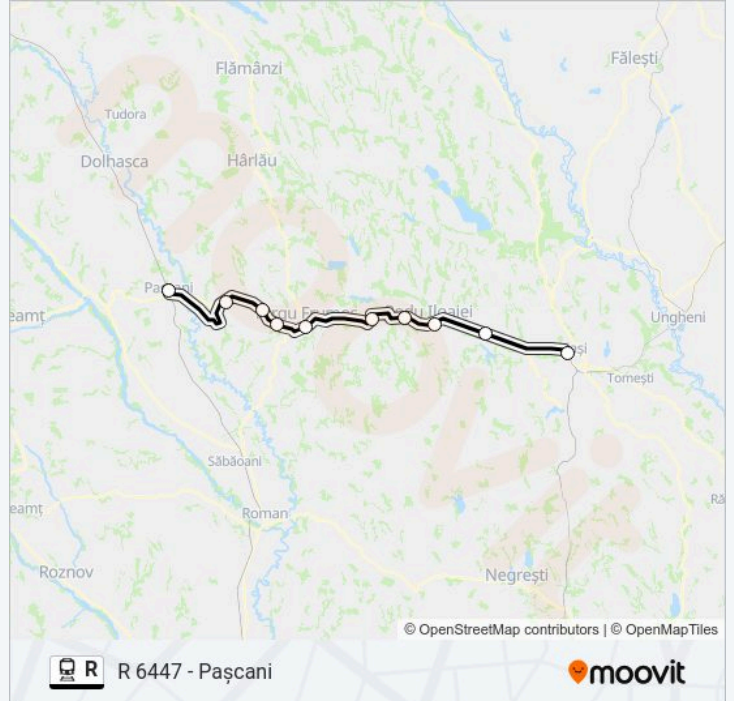 Flămânzi
Fălești
Tudora
Dolhasca
Hârlău
Ungheni
Tomești
Săbăoani
Roman
Roznov
Negrești
© OpenStreetMap contributors | © OpenMapTiles
R
R 6447 - Pașcani
moovit